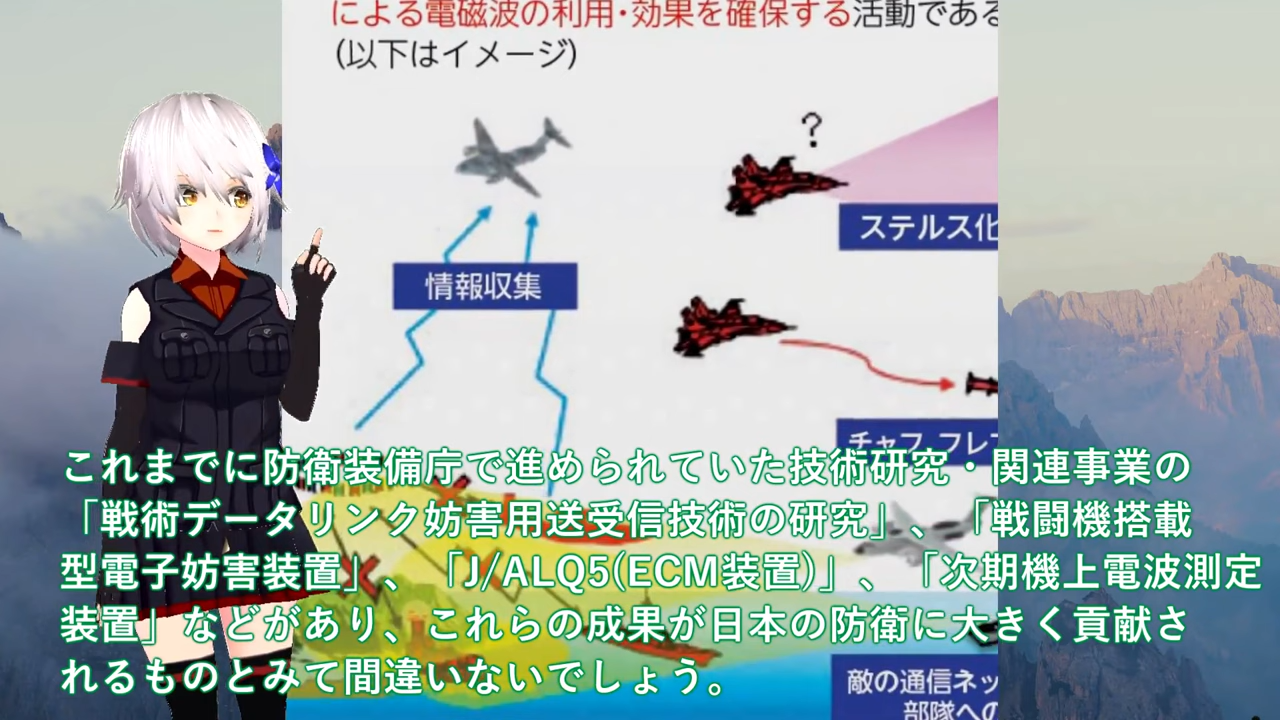 による電磁波の利用・効果を確保する活動である
(以下はイメージ)
?
ステルス化
情報収集
チャフ・フレア
これまでに防衛装備庁で進められていた技術研究・関連事業の
「戦術データリンク妨害用送受信技術の研究」、「戦闘機搭載
型電子妨害装置」、「J/ALQ5(ECM装置)」、「次期機上電波測定
装置」などがあり、これらの成果が日本の防衛に大きく貢献さ
れるものとみて間違いないでしょう。
敵の通信ネッ
部隊への